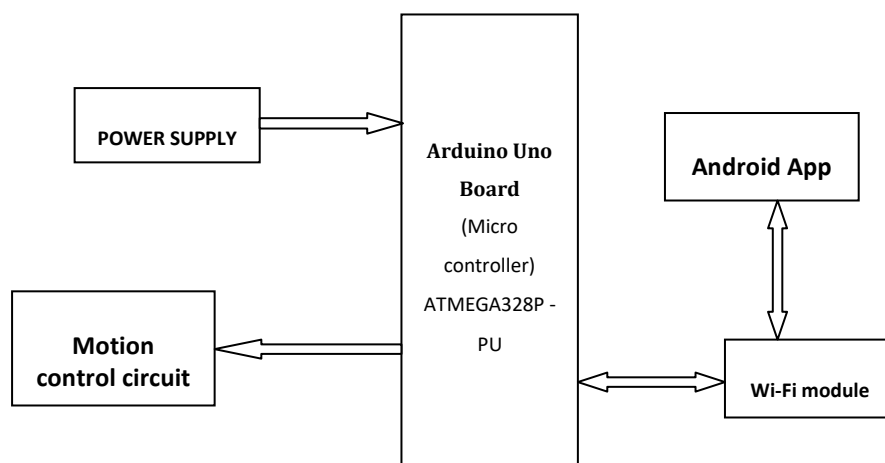 POWER SUPPLY
Motion
control circuit
Arduino Uno
Board
(Micro
controller)
ATMEGA328P -
PU
Android App
Wi-Fi module